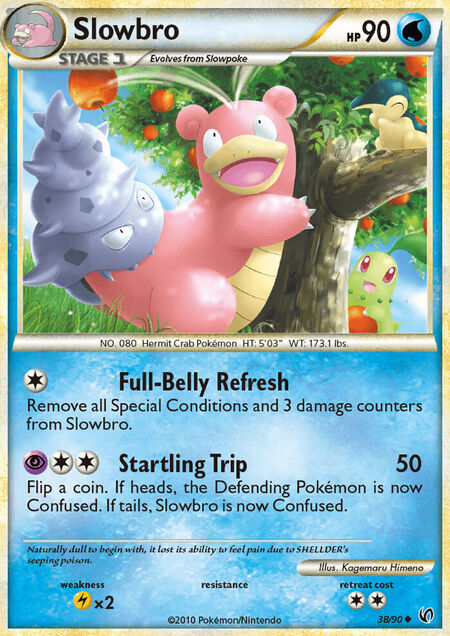 Slowbro
HP 90
STAGE 1
Evolves from Slowpoke
NO. 080 Hermit Crab Pokémon HT: 5'03" WT: 173.1 lbs.
Full-Belly Refresh
Remove all Special Conditions and 3 damage counters
from Slowbro.
Startling Trip 50
Flip a coin. If heads, the Defending Pokémon is now
Confused. If tails, Slowbro is now Confused.
Naturally dull to begin with, it lost its ability to feel pain due to SHELLDER's
seeping poison.
Illus. Kagemaru Himeno
weakness resistance retreat cost
×2
©2010 Pokémon/Nintendo
38/90